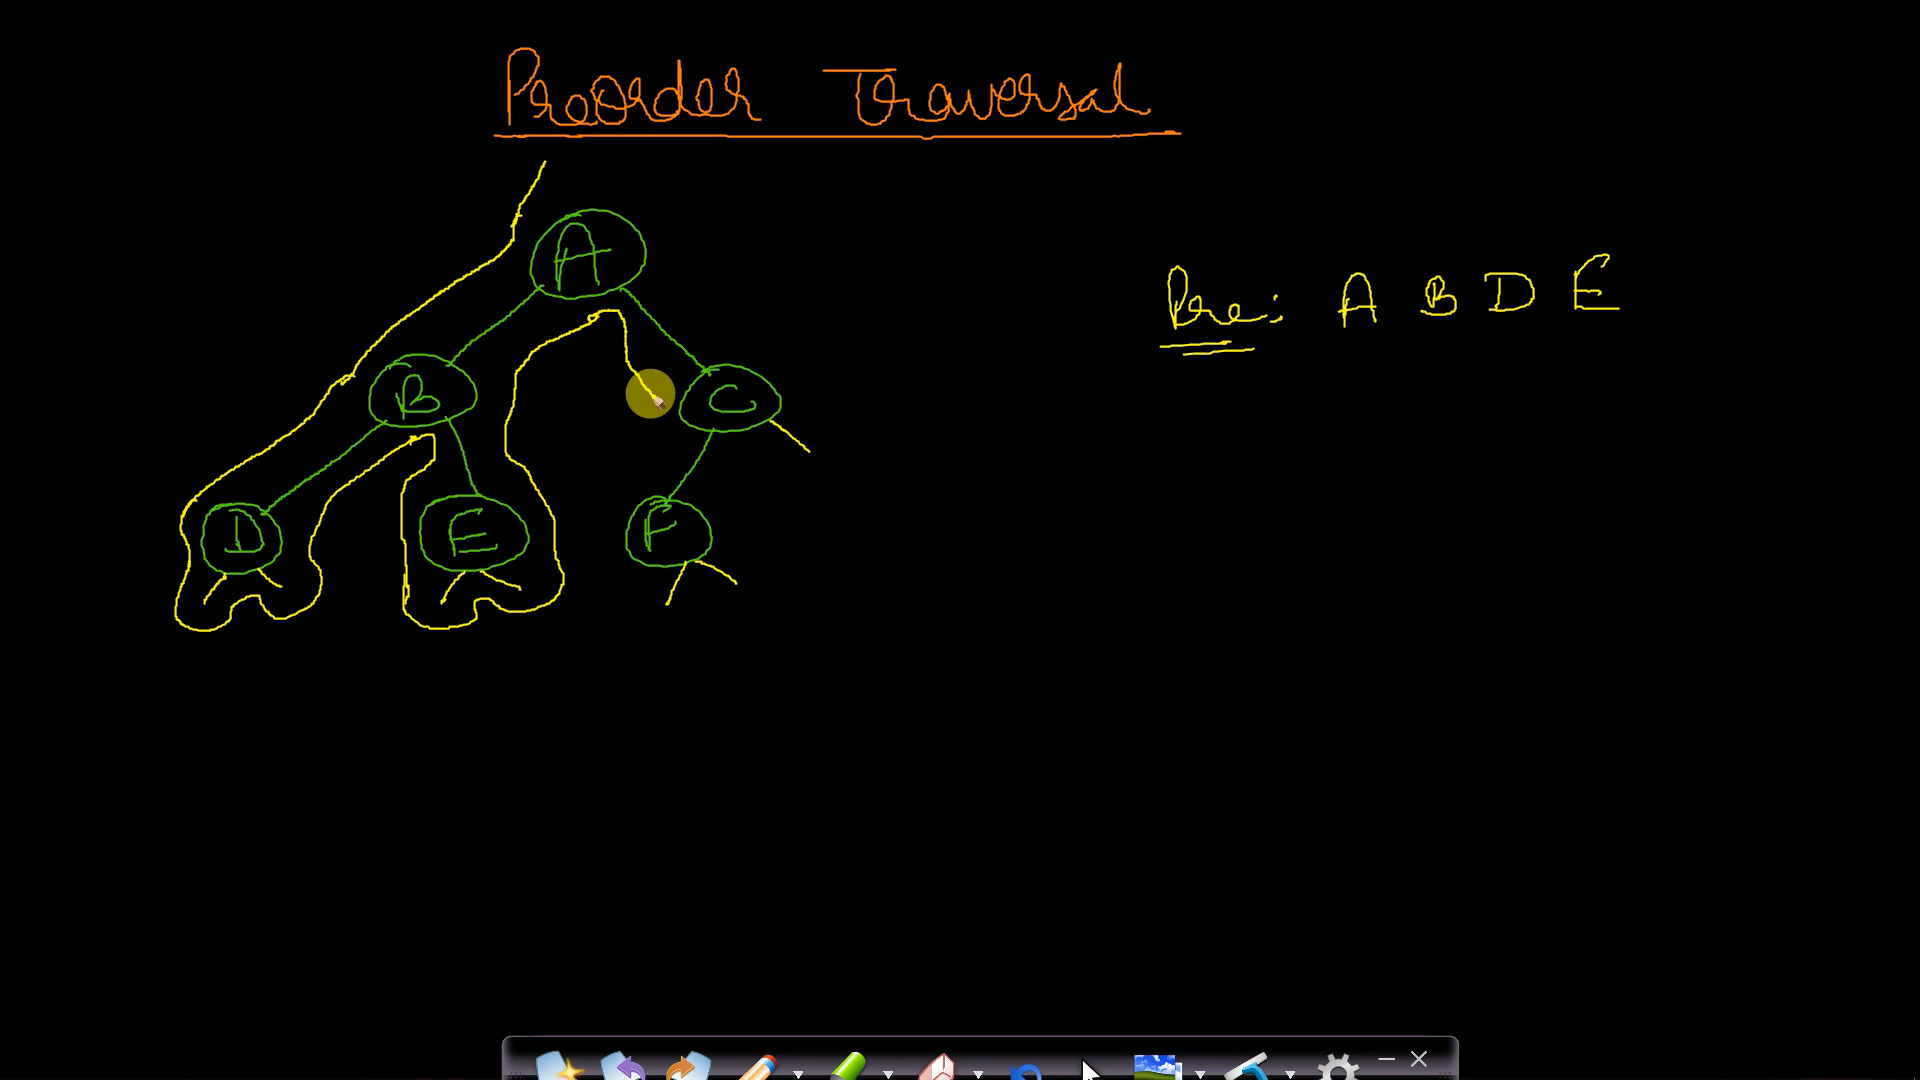 Preorder Traversal
A
Pre: A B D E
B C
D E F